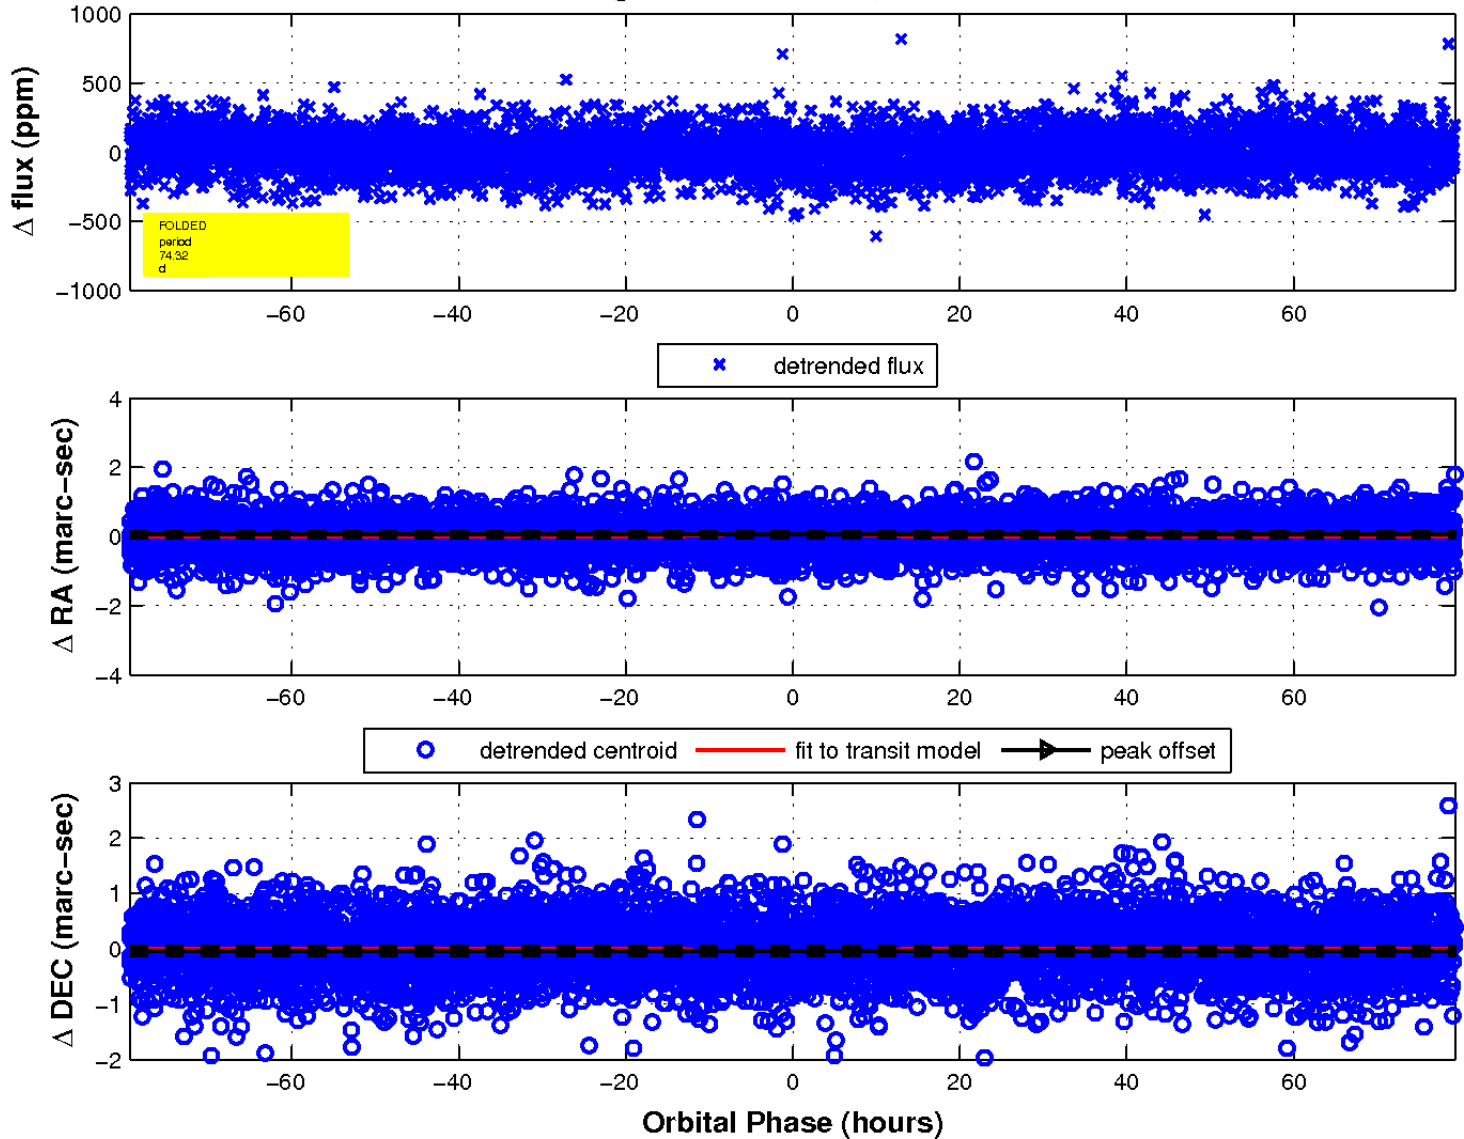 1000
500
0
−500
−1000
Δ flux (ppm)
FOLDED
period
74.32
d
−60 −40 −20 0 20 40 60
detrended flux
4
2
0
−2
−4
Δ RA (marc−sec)
−60 −40 −20 0 20 40 60
detrended centroid fit to transit model peak offset
3
2
1
0
−1
−2
Δ DEC (marc−sec)
−60 −40 −20 0 20 40 60
Orbital Phase (hours)